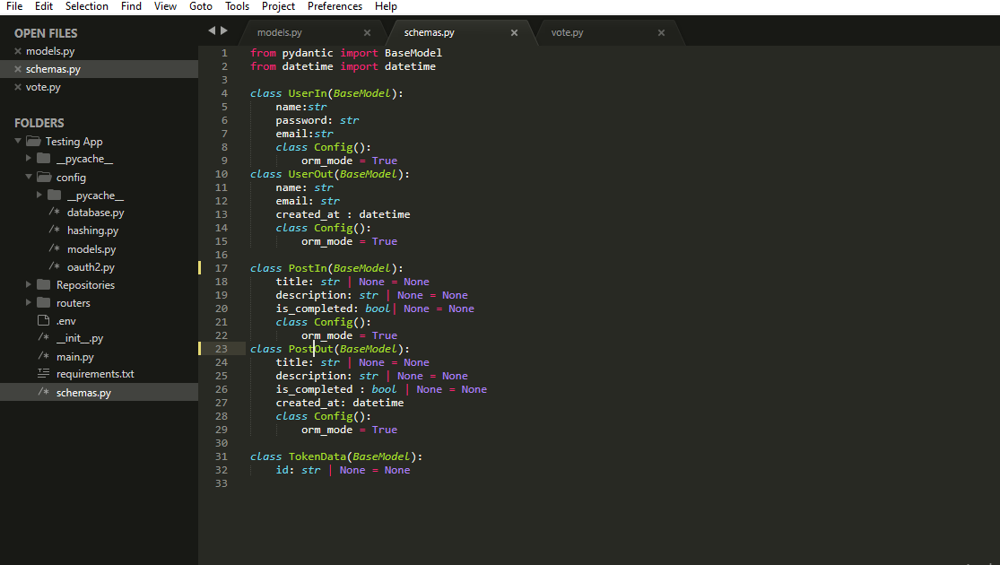 File Edit Selection Find View Goto Tools Project Preferences Help
OPEN FILES
models.py
schemas.py
vote.py
FOLDERS
Testing App
__pycache__
config
__pycache__
/* database.py
/* hashing.py
/* models.py
/* oauth2.py
Repositories
routers
.env
/* __init__.py
/* main.py
requirements.txt
/* schemas.py
models.py schemas.py vote.py
1 from pydantic import BaseModel
2 from datetime import datetime
3
4 class UserIn(BaseModel):
5     name:str
6     password: str
7     email:str
8     class Config():
9         orm_mode = True
10 class UserOut(BaseModel):
11     name: str
12     email: str
13     created_at : datetime
14     class Config():
15         orm_mode = True
16
17 class PostIn(BaseModel):
18     title: str | None = None
19     description: str | None = None
20     is_completed: bool| None = None
21     class Config():
22         orm_mode = True
23 class PostOut(BaseModel):
24     title: str | None = None
25     description: str | None = None
26     is_completed : bool | None = None
27     created_at: datetime
28     class Config():
29         orm_mode = True
30
31 class TokenData(BaseModel):
32     id: str | None = None
33